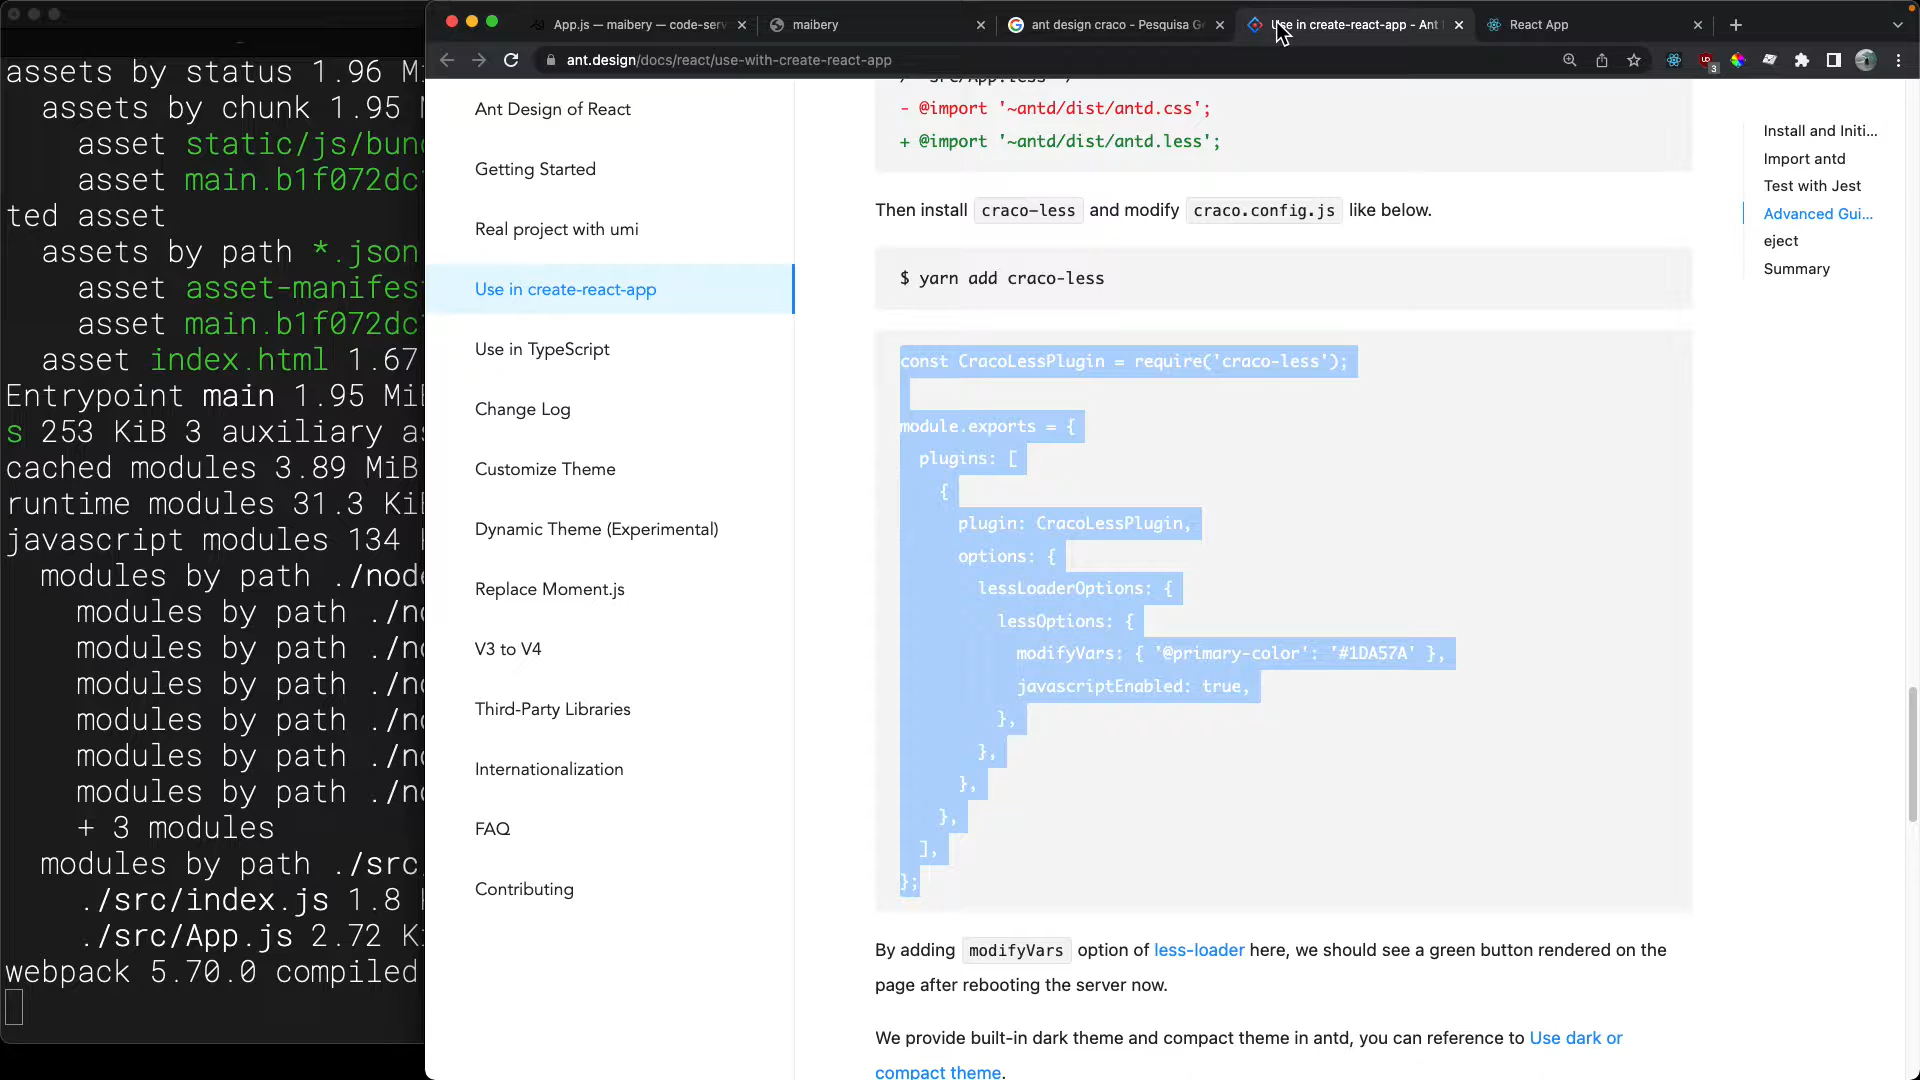 App.js — maibery — code-serv
maibery
ant design craco - Pesquisa G
Use in create-react-app - Ant
React App
ant.design/docs/react/use-with-create-react-app
3
assets by status 1.96 Mi
assets by chunk 1.95
asset static/js/bun
asset main.b1f072dc
ted asset
assets by path *.json
asset asset-manifes
asset main.b1f072dc
asset index.html 1.67
Entrypoint main 1.95 Mi
s 253 KiB 3 auxiliary a
cached modules 3.89 MiB
runtime modules 31.3 Ki
javascript modules 134
modules by path ./nod
modules by path ./n
modules by path ./n
modules by path ./n
modules by path ./n
modules by path ./n
modules by path ./n
+ 3 modules
modules by path ./src
./src/index.js 1.8
./src/App.js 2.72 K
webpack 5.70.0 compiled
Ant Design of React
Getting Started
Real project with umi
Use in create-react-app
Use in TypeScript
Change Log
Customize Theme
Dynamic Theme (Experimental)
Replace Moment.js
V3 to V4
Third-Party Libraries
Internationalization
FAQ
Contributing
- @import '~antd/dist/antd.css';
+ @import '~antd/dist/antd.less';
Then install craco-less and modify craco.config.js like below.
$ yarn add craco-less
const CracoLessPlugin = require('craco-less');
module.exports = {
plugins: [
{
plugin: CracoLessPlugin,
options: {
lessLoaderOptions: {
lessOptions: {
modifyVars: { '@primary-color': '#1DA57A' },
javascriptEnabled: true,
},
},
},
},
],
};
By adding modifyVars option of less-loader here, we should see a green button rendered on the
page after rebooting the server now.
We provide built-in dark theme and compact theme in antd, you can reference to Use dark or
compact theme.
Install and Initi...
Import antd
Test with Jest
Advanced Gui...
eject
Summary